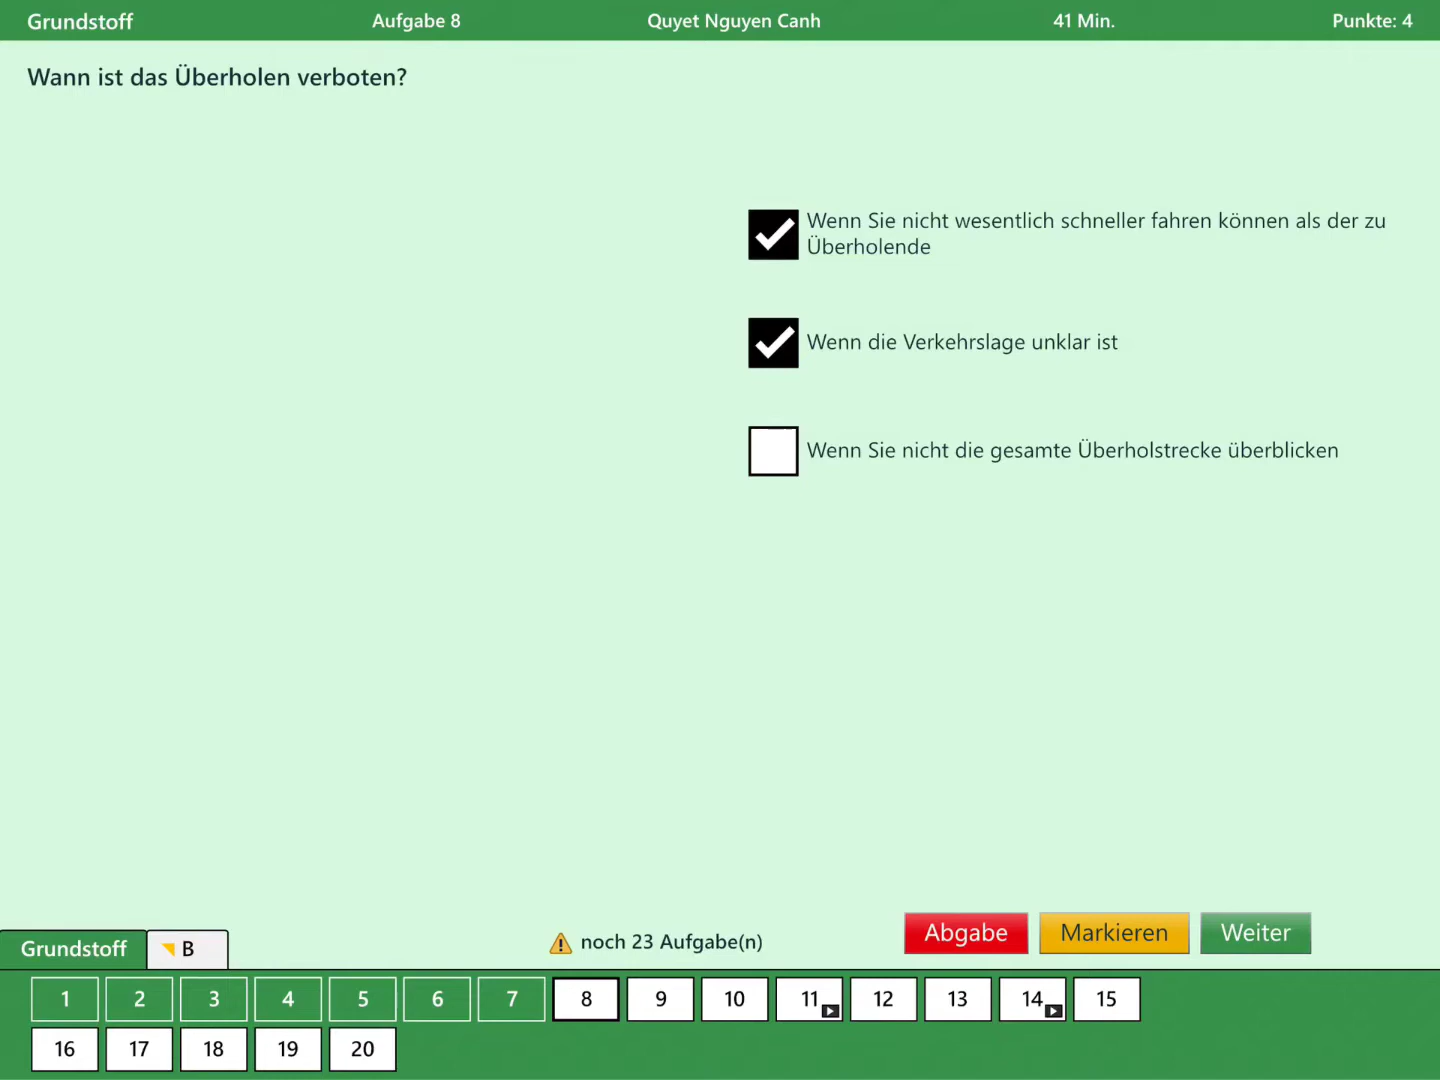 Grundstoff Aufgabe 8 Quyet Nguyen Canh 41 Min. Punkte: 4
Wann ist das Überholen verboten?
Wenn Sie nicht wesentlich schneller fahren können als der zu
Überholende
Wenn die Verkehrslage unklar ist
Wenn Sie nicht die gesamte Überholstrecke überblicken
noch 23 Aufgabe(n) Abgabe Markieren Weiter
Grundstoff B
1 2 3 4 5 6 7 8 9 10 11 12 13 14 15
16 17 18 19 20